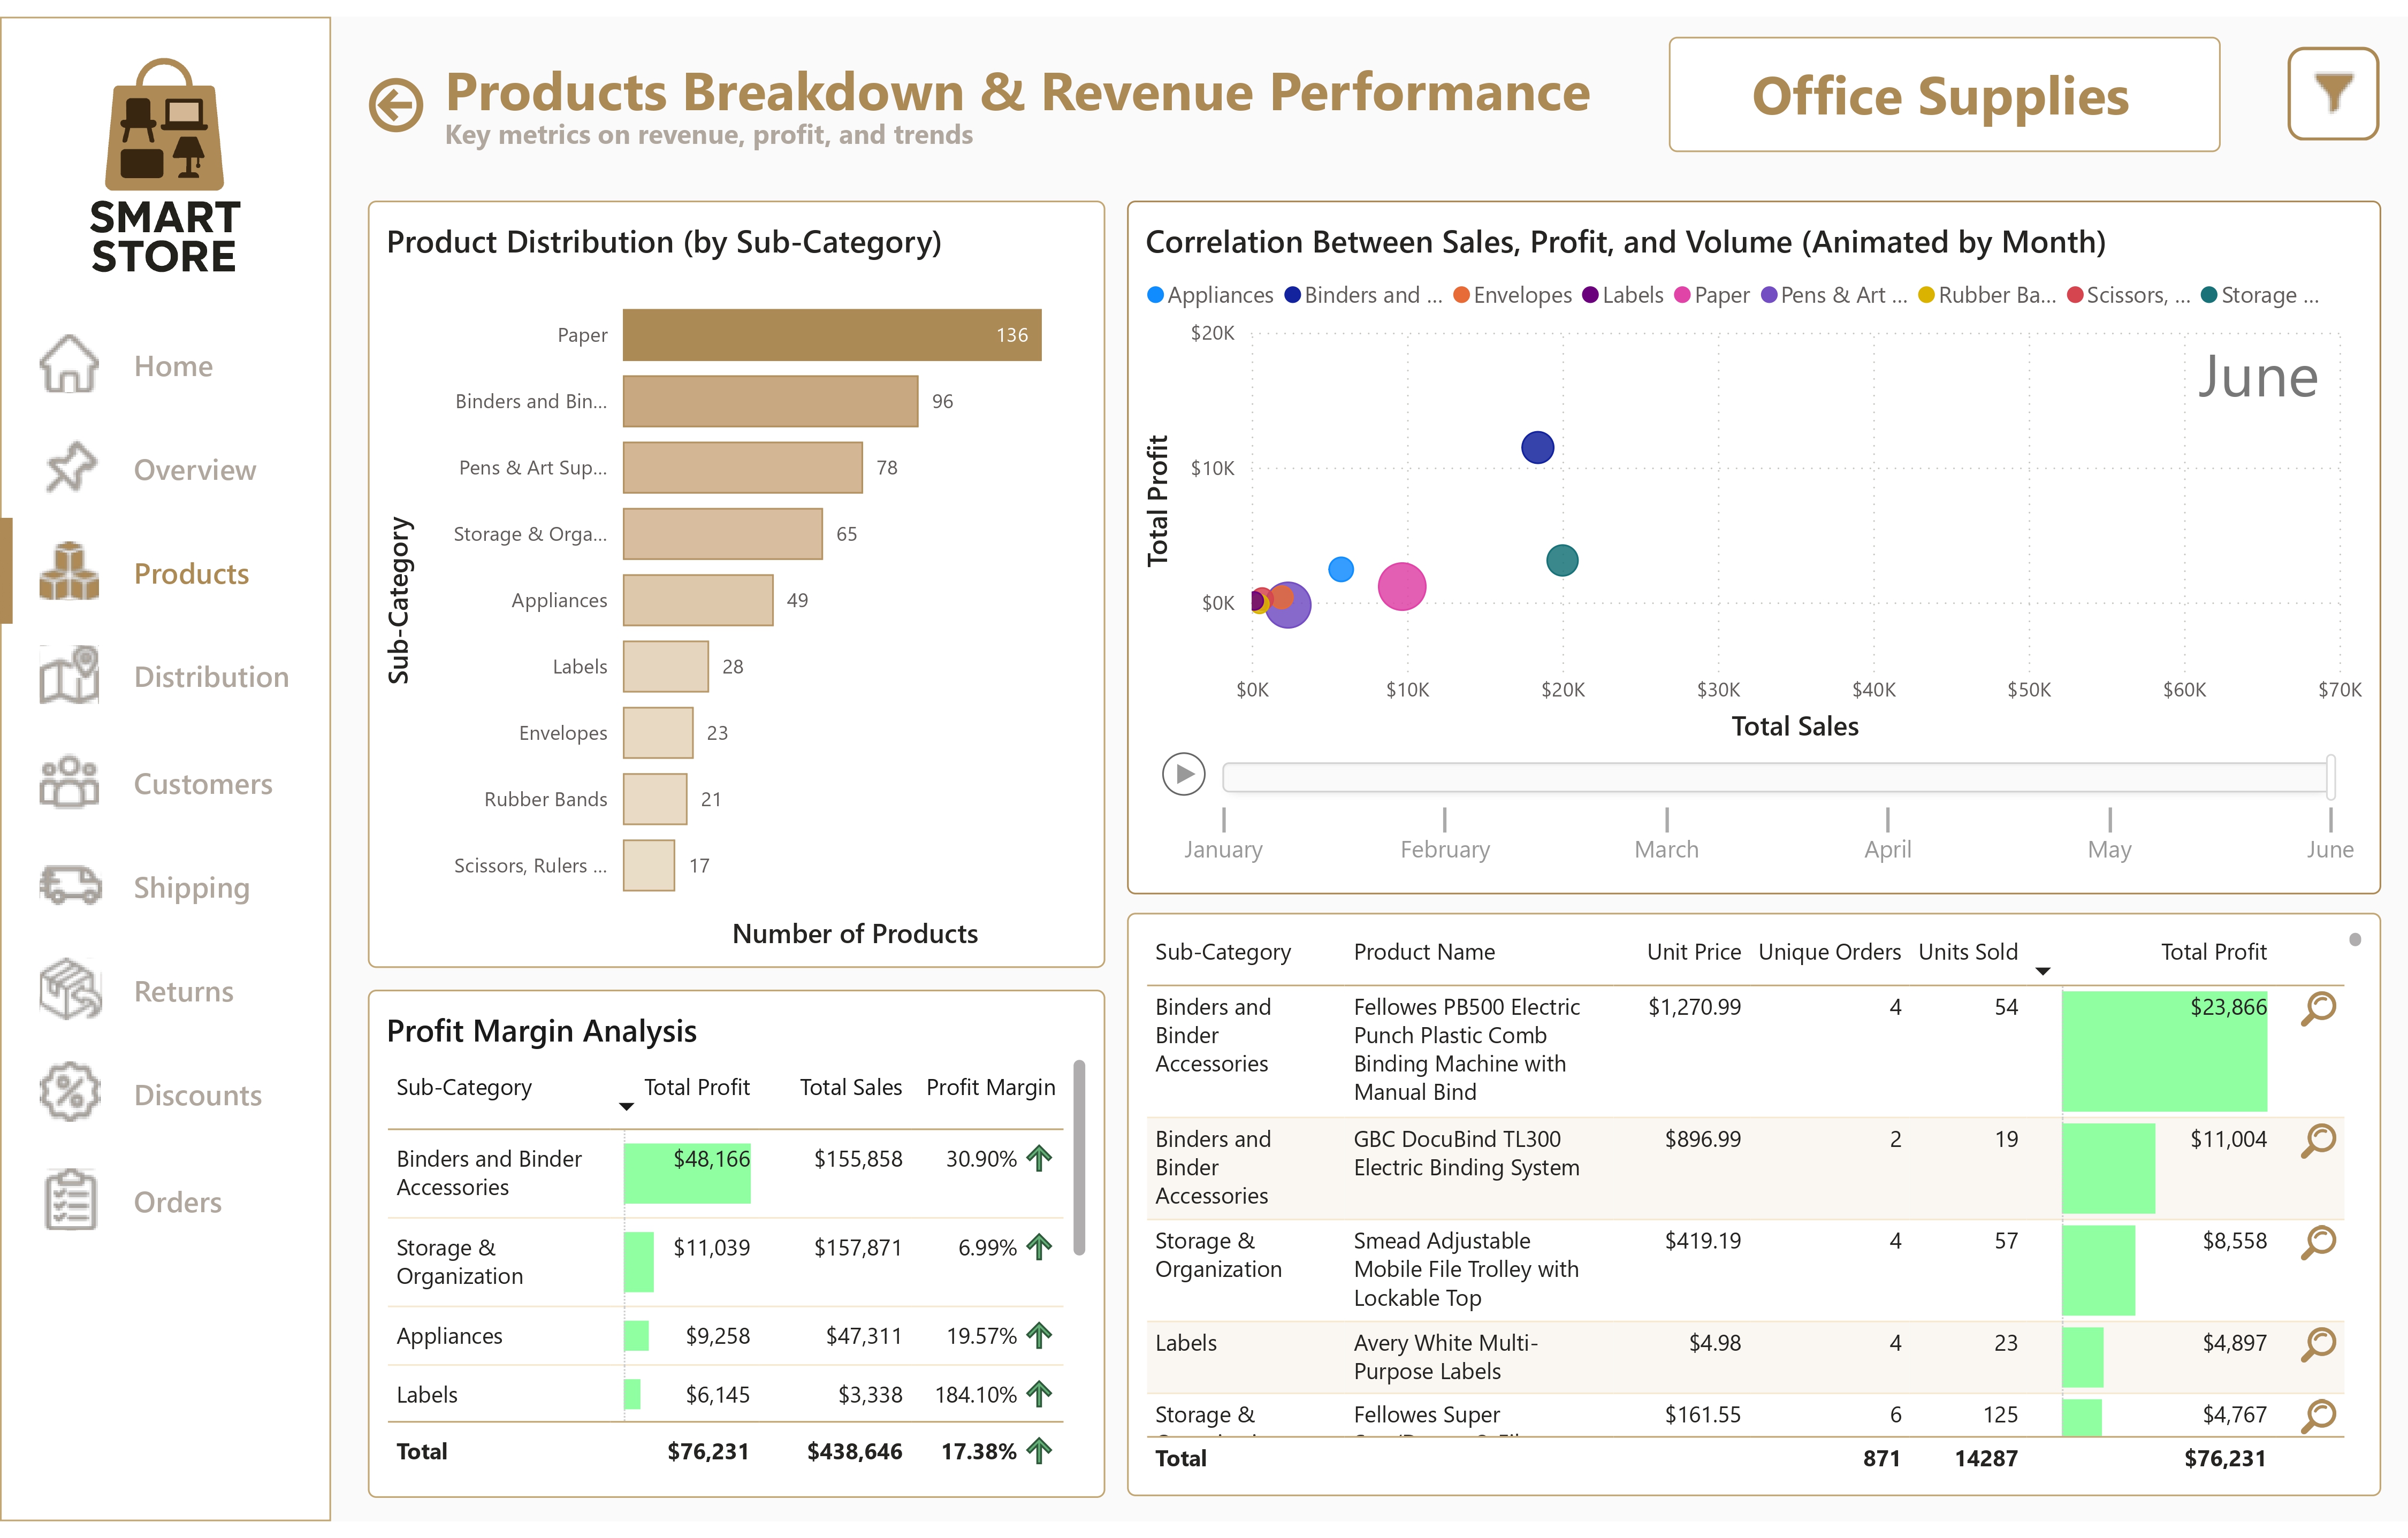 SMART
STORE
Home
Overview
Products
Distribution
Customers
Shipping
Returns
Discounts
Orders
Products Breakdown & Revenue Performance
Key metrics on revenue, profit, and trends
Office Supplies
Product Distribution (by Sub-Category)
Sub-Category
Paper 136
Binders and Bin... 96
Pens & Art Sup... 78
Storage & Orga... 65
Appliances 49
Labels 28
Envelopes 23
Rubber Bands 21
Scissors, Rulers ... 17
Number of Products
Correlation Between Sales, Profit, and Volume (Animated by Month)
Appliances Binders and ... Envelopes Labels Paper Pens & Art ... Rubber Ba... Scissors, ... Storage ...
Total Profit
$20K
June
$10K
$0K
$0K $10K $20K $30K $40K $50K $60K $70K
Total Sales
January February March April May June
Profit Margin Analysis
Sub-Category Total Profit Total Sales Profit Margin
Binders and Binder $48,166 $155,858 30.90%
Accessories
Storage & $11,039 $157,871 6.99%
Organization
Appliances $9,258 $47,311 19.57%
Labels $6,145 $3,338 184.10%
Total $76,231 $438,646 17.38%
Sub-Category Product Name Unit Price Unique Orders Units Sold Total Profit
Binders and Fellowes PB500 Electric $1,270.99 4 54 $23,866
Binder Punch Plastic Comb
Accessories Binding Machine with
Manual Bind
Binders and GBC DocuBind TL300 $896.99 2 19 $11,004
Binder Electric Binding System
Accessories
Storage & Smead Adjustable $419.19 4 57 $8,558
Organization Mobile File Trolley with
Lockable Top
Labels Avery White Multi- $4.98 4 23 $4,897
Purpose Labels
Storage & Fellowes Super $161.55 6 125 $4,767
Total 871 14287 $76,231